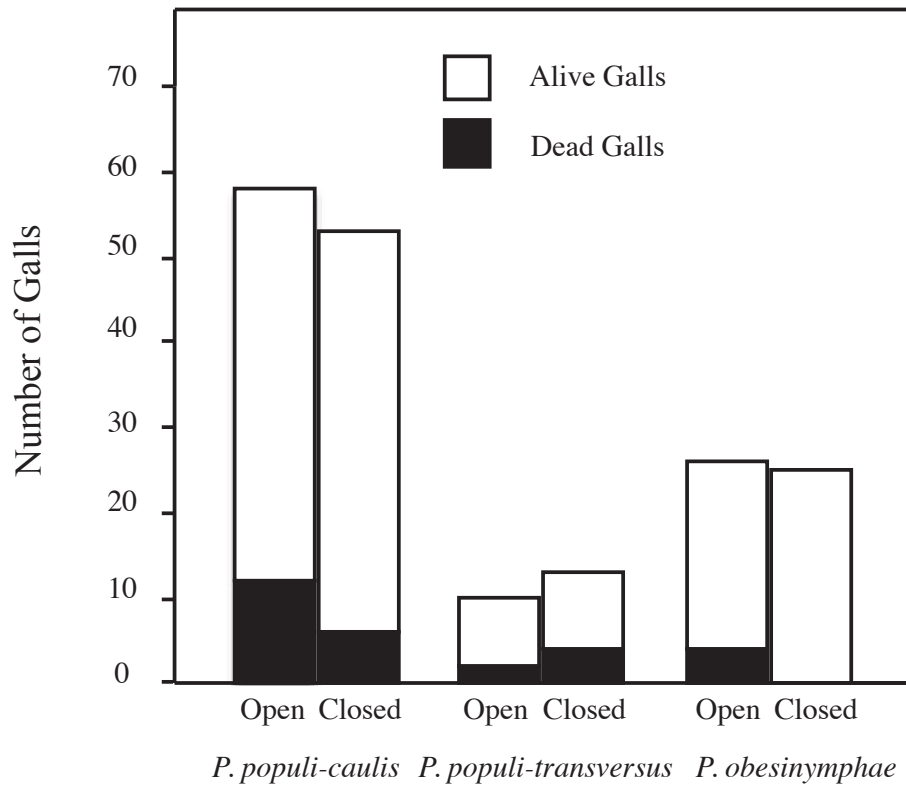 70
60
50
40
30
20
10
0
Number of Galls
Alive Galls
Dead Galls
Open Closed Open Closed Open Closed
P. populi-caulis P. populi-transversus P. obesinymphae